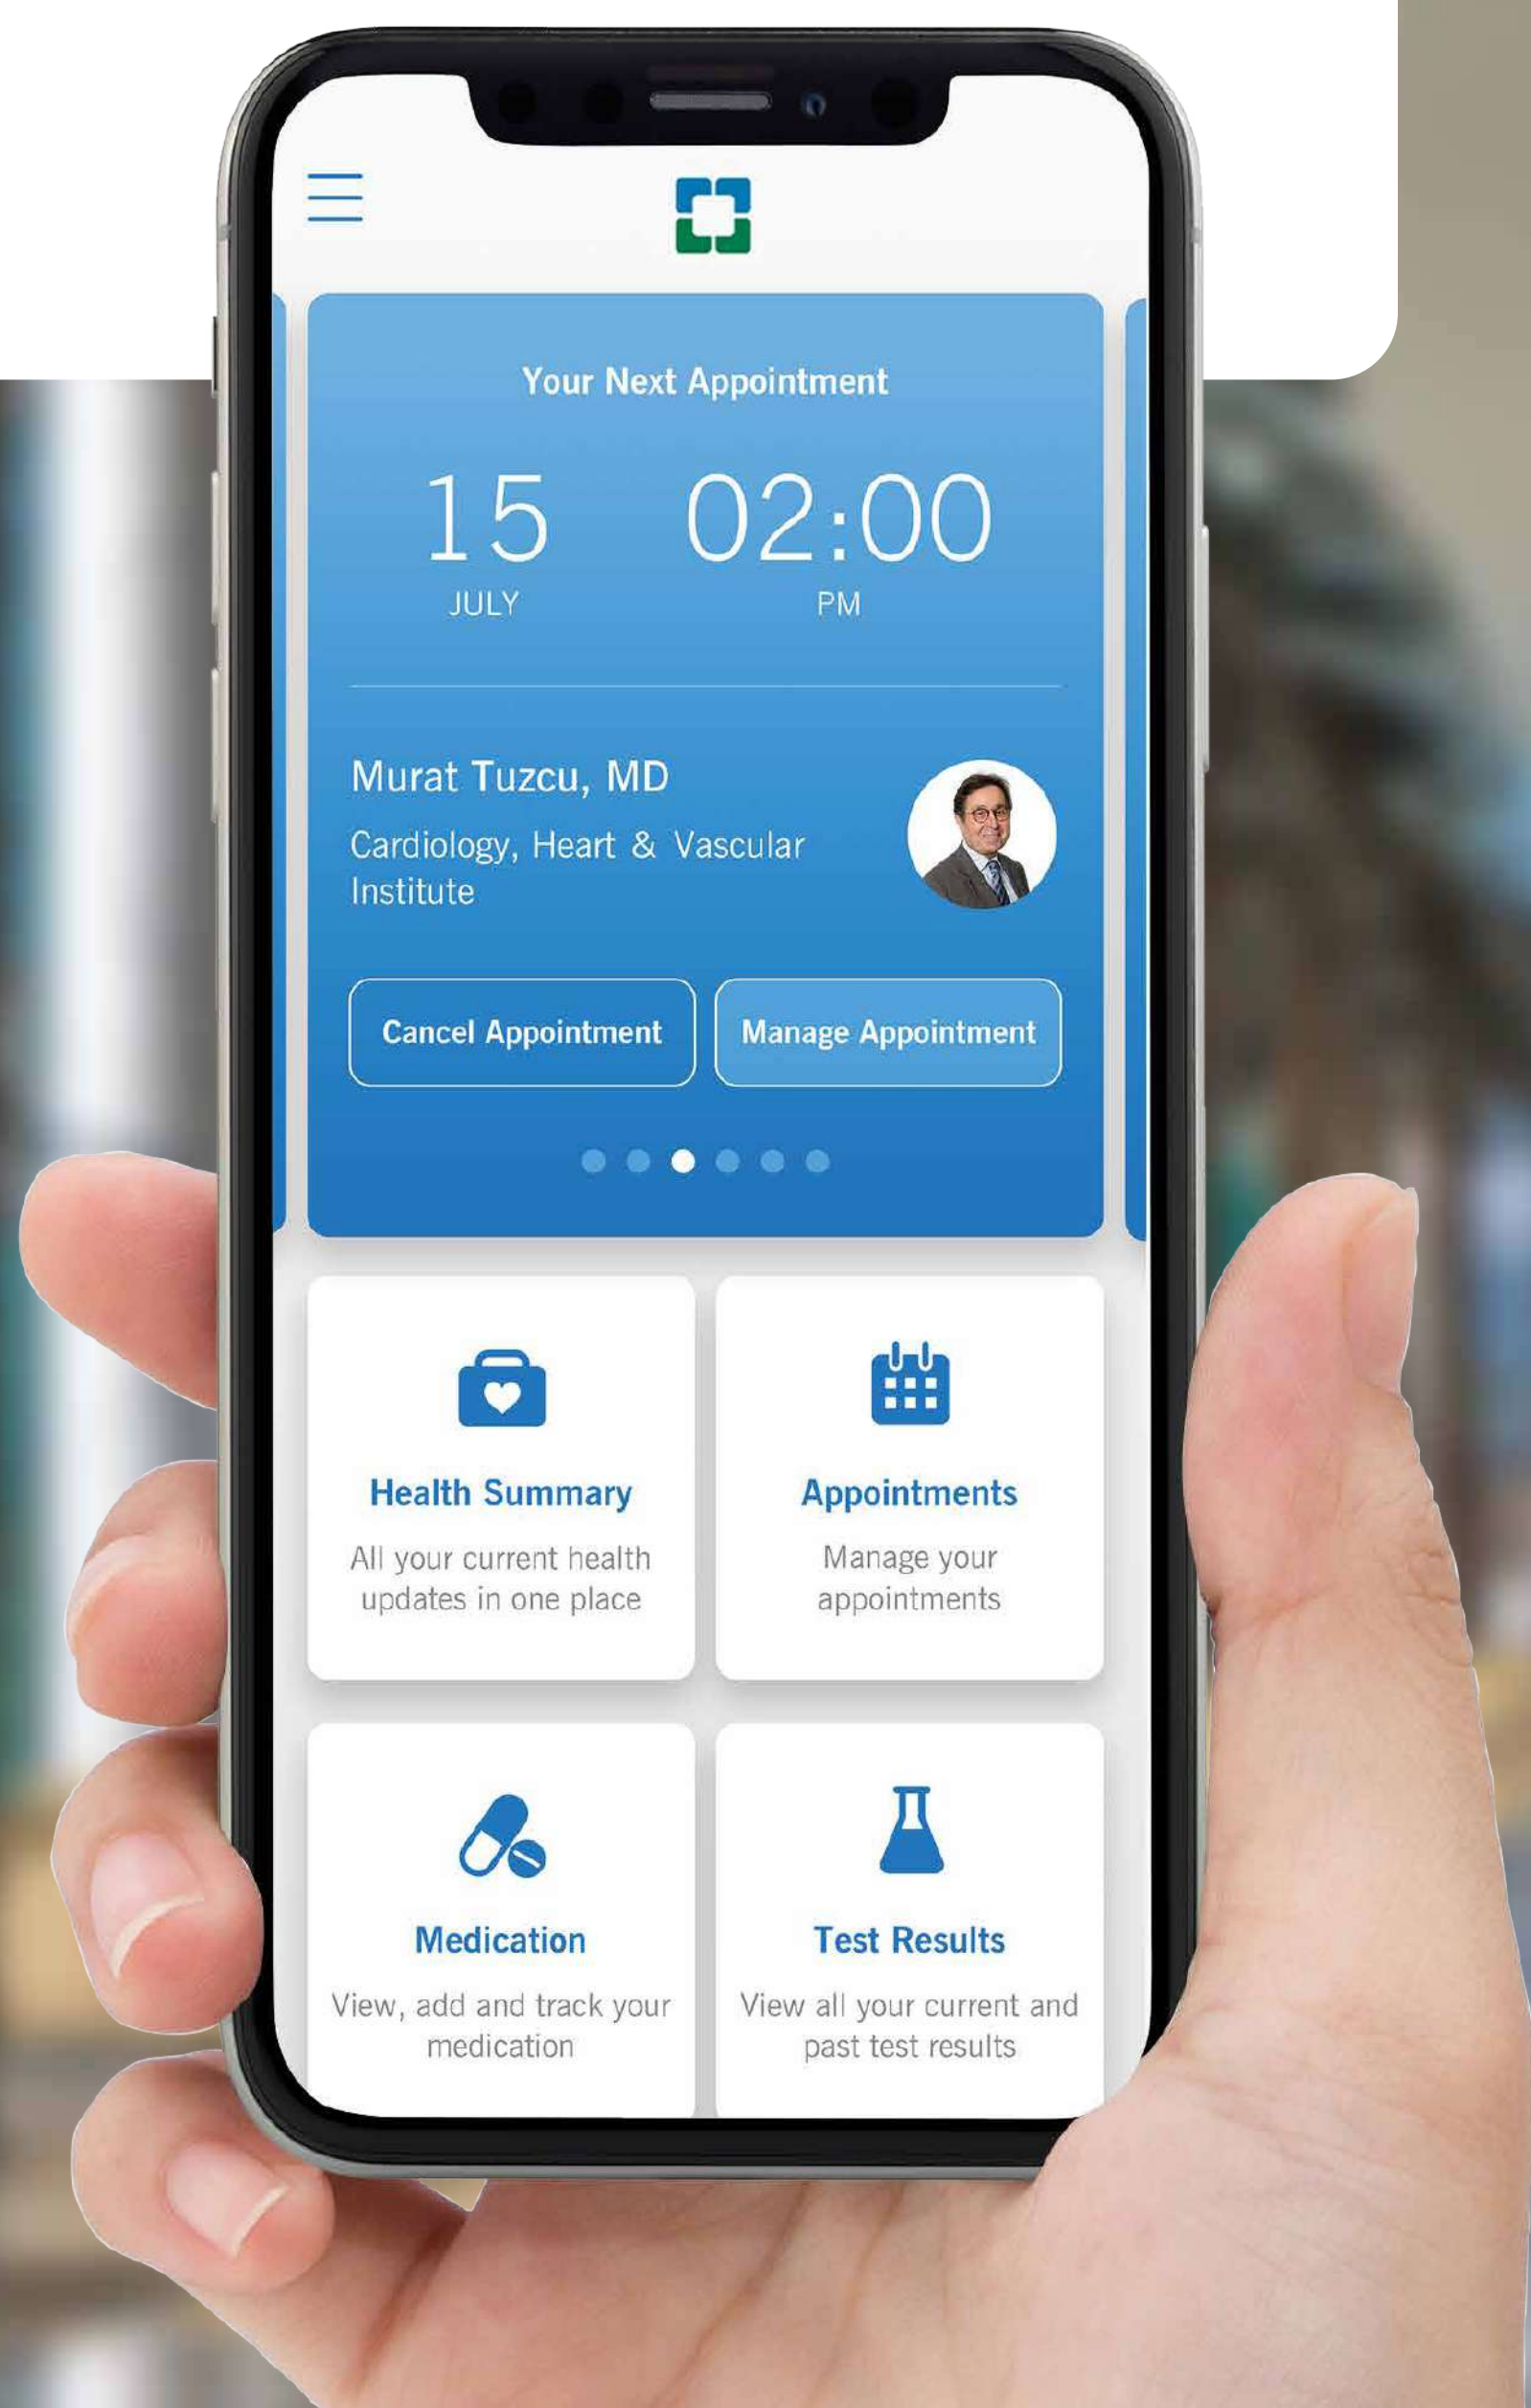 Your Next Appointment
15 02:00
JULY PM
Murat Tuzcu, MD
Cardiology, Heart & Vascular
Institute
Cancel Appointment
Manage Appointment
Health Summary
All your current health
updates in one place
Appointments
Manage your
appointments
Medication
View, add and track your
medication
Test Results
View all your current and
past test results